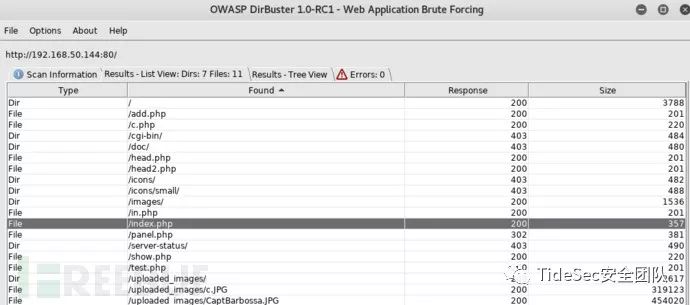 OWASP DirBuster 1.0-RC1 - Web Application Brute Forcing
File Options About Help
http://192.168.50.144:80/
Scan Information Results - List View: Dirs: 7 Files: 11 Results - Tree View Errors: 0
Type Found Response Size
Dir / 200 3788
File /add.php 200 201
File /c.php 200 220
Dir /cgi-bin/ 403 484
Dir /doc/ 403 480
File /head.php 200 201
File /head2.php 200 201
Dir /icons/ 403 482
Dir /icons/small/ 403 488
Dir /images/ 200 1536
File /in.php 200 201
File /index.php 200 357
File /panel.php 302 381
Dir /server-status/ 403 490
File /show.php 200 220
File /test.php 200 201
Dir /uploaded_images/ 2617
File /uploaded_images/c.JPG 319123
File /uploaded_images/CaptBarbossa.JPG 200 454020
FREEBUF
TideSec安全团队